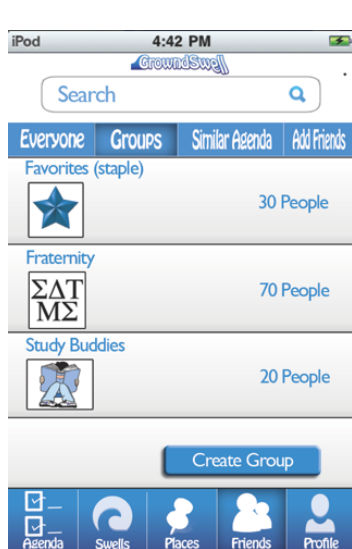 iPod 4:42 PM
GrowndSwell
Search
Everyone Groups Similar Agenda Add Friends
Favorites (staple)
30 People
Fraternity
ΣΔΤ
ΜΣ
70 People
Study Buddies
20 People
Create Group
Agenda Swells Places Friends Profile